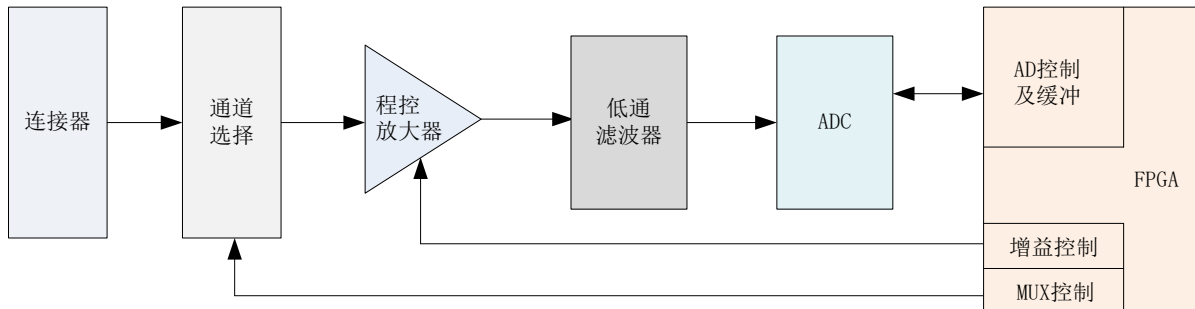 连接器
通道
选择
程控
放大器
低通
滤波器
ADC
AD控制
及缓冲
FPGA
增益控制
MUX控制